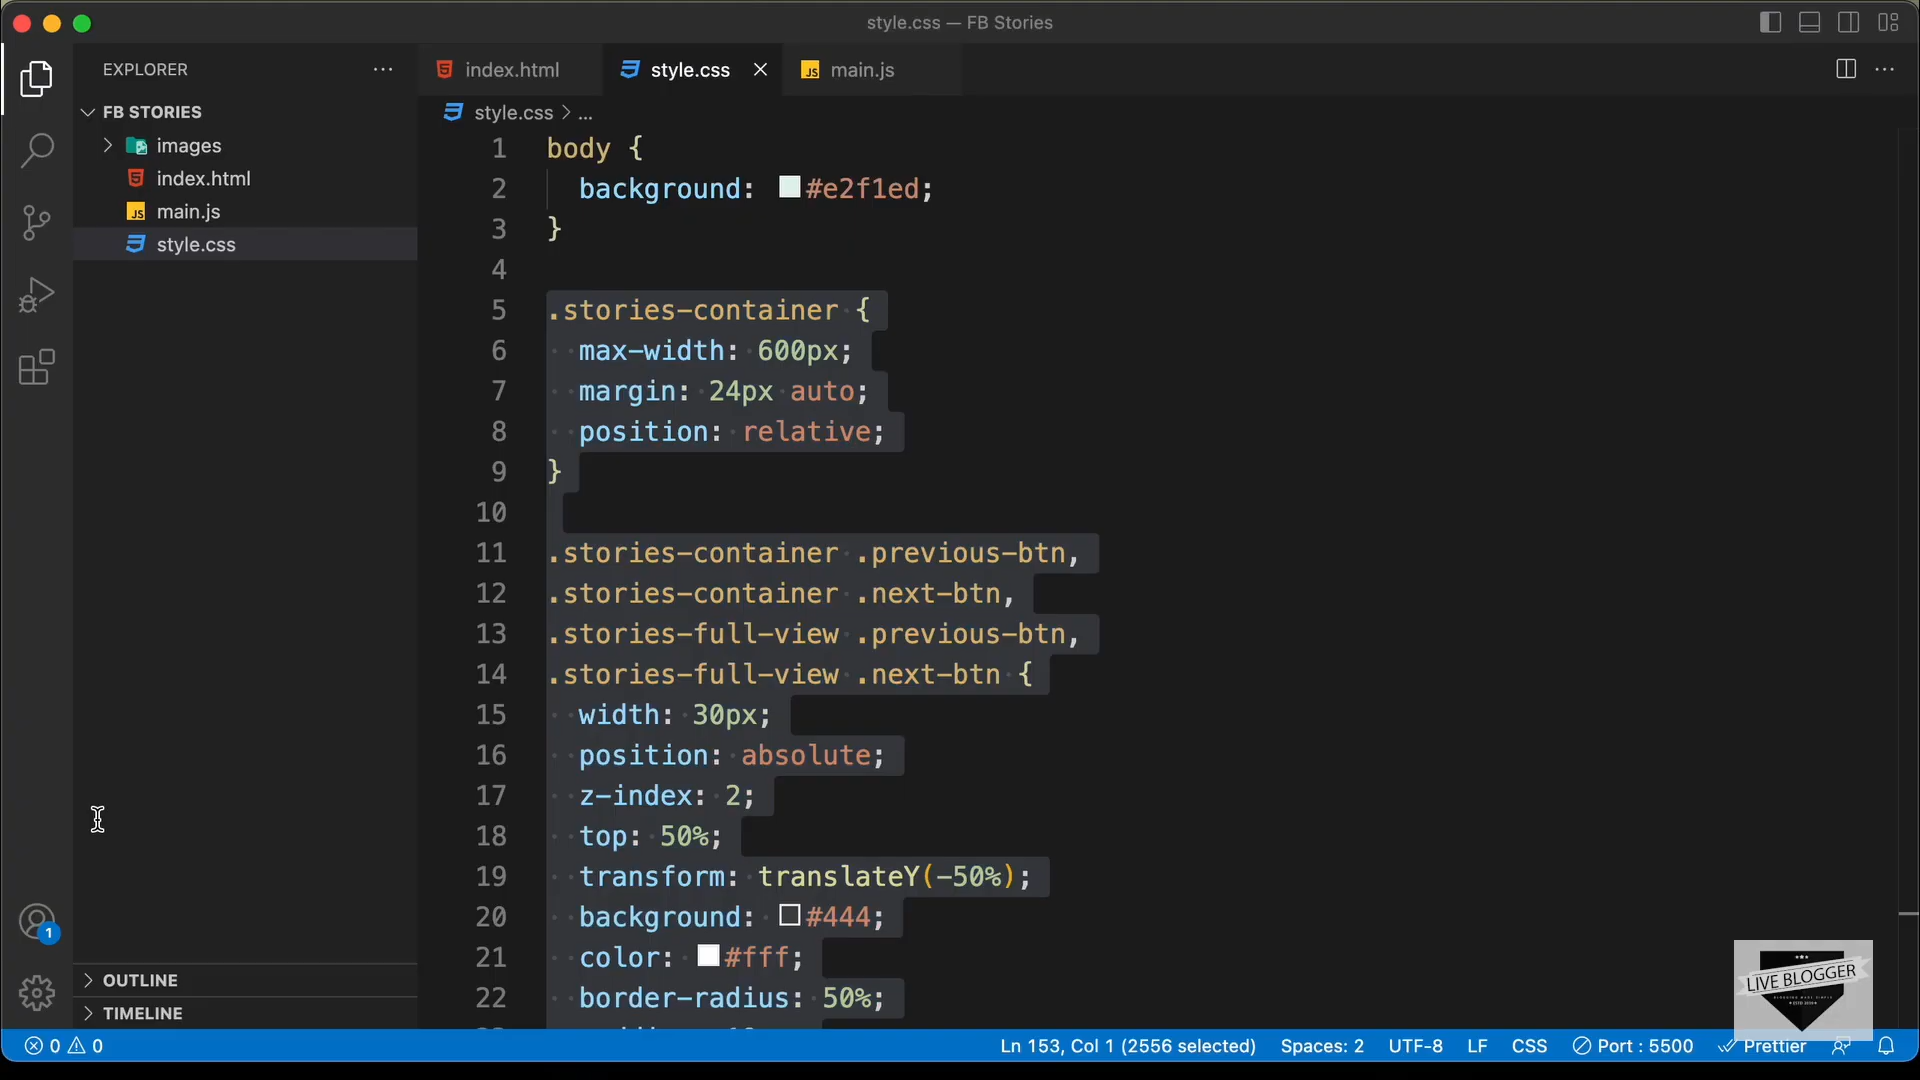 style.css — FB Stories
EXPLORER
index.html
style.css
main.js
FB STORIES
images
index.html
main.js
style.css
style.css > ...
1 body {
2 background: #e2f1ed;
3 }
4
5 .stories-container {
6 max-width: 600px;
7 margin: 24px auto;
8 position: relative;
9 }
10
11 .stories-container .previous-btn,
12 .stories-container .next-btn,
13 .stories-full-view .previous-btn,
14 .stories-full-view .next-btn {
15 width: 30px;
16 position: absolute;
17 z-index: 2;
18 top: 50%;
19 transform: translateY(-50%);
20 background: #444;
21 color: #fff;
22 border-radius: 50%;
1
OUTLINE
TIMELINE
LIVE BLOGGER
0 0
Ln 153, Col 1 (2556 selected)
Spaces: 2
UTF-8
LF
CSS
Port : 5500
Prettier